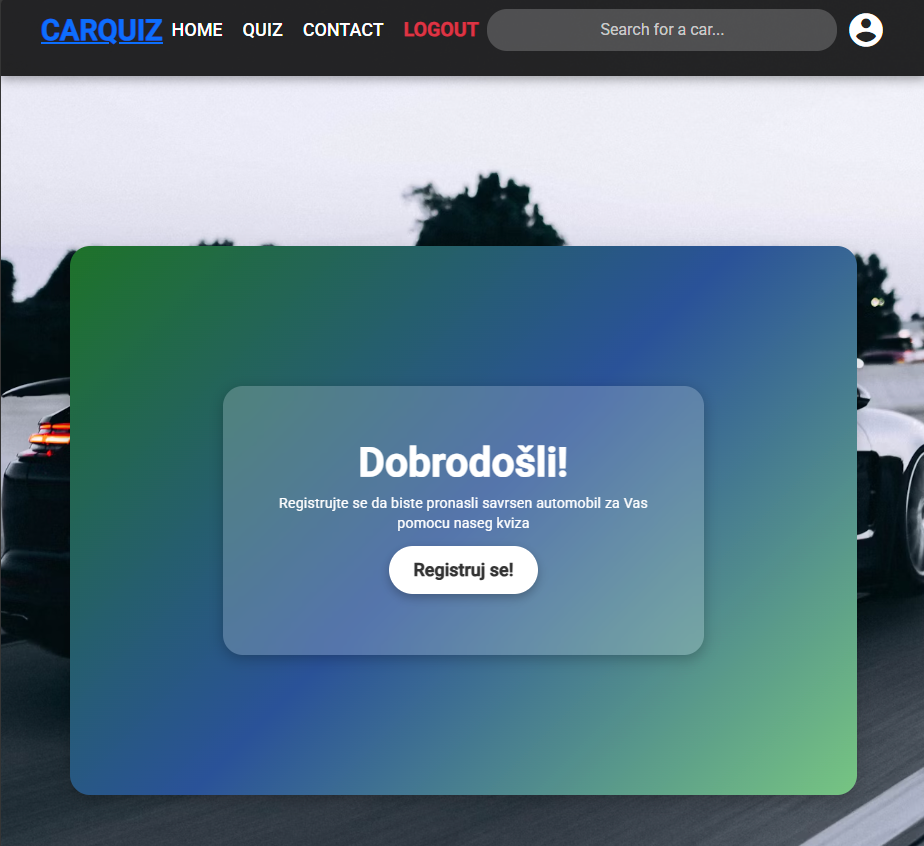 CARQUIZ HOME QUIZ CONTACT LOGOUT Search for a car...
Dobrodošli!
Registrujte se da biste pronasli savrsen automobil za Vas
pomocu naseg kviza
Registruj se!